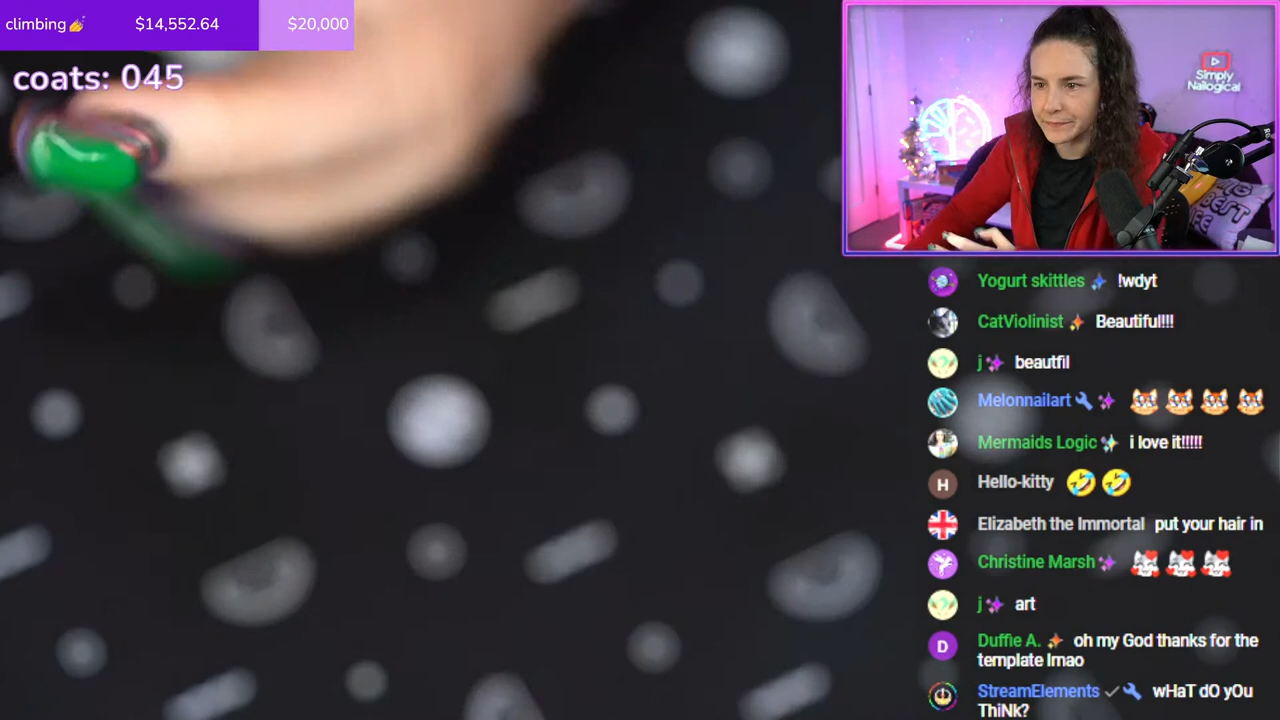 climbing💅 $14,552.64 $20,000
coats: 045
Simply
Nailogical
Yogurt skittles !wdyt
CatViolinist Beautiful!!!
j beautfil
Melonnailart 
Mermaids Logic i love it!!!!!
H Hello-kitty 🤣🤣
Elizabeth the Immortal put your hair in
Christine Marsh
j art
D Duffie A. oh my God thanks for the
template lmao
StreamElements wHaT dO yOu
ThiNk?